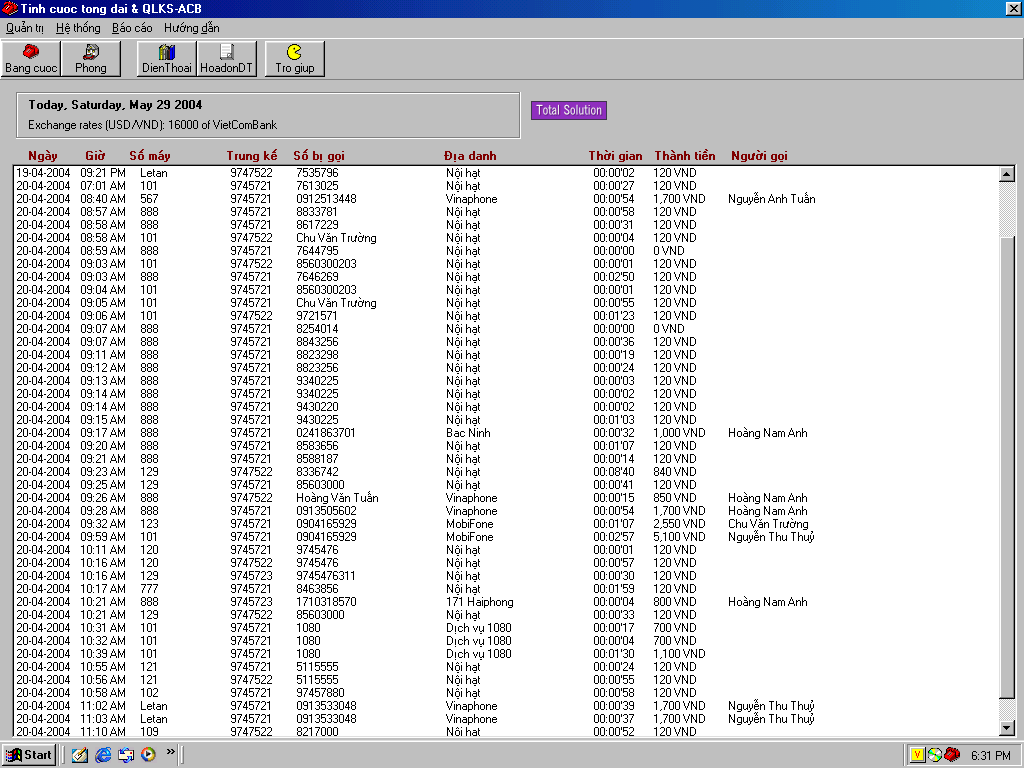 Tinh cuoc tong dai & QLKS-ACB
Quản trị Hệ thống Báo cáo Hướng dẫn
Bang cuoc Phong DienThoai HoadonDT Tro giup
Today, Saturday, May 29 2004
Exchange rates (USD/VND): 16000 of VietComBank
Total Solution
Ngày Giờ Số máy Trung kế Số bị gọi Địa danh Thời gian Thành tiền Người gọi
19-04-2004 09:21 PM Letan 9747522 7535796 Nội hạt 00:00'02 120 VND
20-04-2004 07:01 AM 101 9747522 7613025 Nội hạt 00:00'27 120 VND
20-04-2004 08:40 AM 567 9745721 0912513448 Vinaphone 00:00'54 1,700 VND Nguyễn Anh Tuấn
20-04-2004 08:57 AM 888 9745721 8833781 Nội hạt 00:00'58 120 VND
20-04-2004 08:58 AM 888 9745721 8617229 Nội hạt 00:00'31 120 VND
20-04-2004 08:58 AM 101 9747522 Chu Văn Trường Nội hạt 00:00'04 120 VND
20-04-2004 08:59 AM 888 9745721 7644795 Nội hạt 00:00'00 0 VND
20-04-2004 09:03 AM 101 9747522 8560300203 Nội hạt 00:00'01 120 VND
20-04-2004 09:03 AM 888 9745721 7646269 Nội hạt 00:02'50 120 VND
20-04-2004 09:04 AM 101 9745721 8560300203 Nội hạt 00:00'01 120 VND
20-04-2004 09:05 AM 101 9745721 Chu Văn Trường Nội hạt 00:00'55 120 VND
20-04-2004 09:06 AM 101 9747522 9721571 Nội hạt 00:01'23 120 VND
20-04-2004 09:07 AM 888 9745721 8254014 Nội hạt 00:00'00 0 VND
20-04-2004 09:07 AM 888 9745721 8843256 Nội hạt 00:00'36 120 VND
20-04-2004 09:11 AM 888 9745721 8823298 Nội hạt 00:00'19 120 VND
20-04-2004 09:12 AM 888 9745721 8823256 Nội hạt 00:00'24 120 VND
20-04-2004 09:13 AM 888 9745721 9340225 Nội hạt 00:00'03 120 VND
20-04-2004 09:14 AM 888 9745721 9340225 Nội hạt 00:00'02 120 VND
20-04-2004 09:14 AM 888 9745721 9430220 Nội hạt 00:00'02 120 VND
20-04-2004 09:15 AM 888 9745721 9430225 Nội hạt 00:01'03 120 VND
20-04-2004 09:17 AM 888 9745721 0241863701 Bac Ninh 00:00'32 1,000 VND Hoàng Nam Anh
20-04-2004 09:20 AM 888 9745721 8583656 Nội hạt 00:01'07 120 VND
20-04-2004 09:21 AM 888 9745721 8588187 Nội hạt 00:00'14 120 VND
20-04-2004 09:23 AM 129 9747522 8336742 Nội hạt 00:08'40 840 VND
20-04-2004 09:25 AM 129 9745721 85603000 Nội hạt 00:00'41 120 VND
20-04-2004 09:26 AM 888 9747522 Hoàng Văn Tuấn Vinaphone 00:00'15 850 VND Hoàng Nam Anh
20-04-2004 09:28 AM 888 9745721 0913505602 Vinaphone 00:00'54 1,700 VND Hoàng Nam Anh
20-04-2004 09:32 AM 123 9745721 0904165929 MobiFone 00:01'07 2,550 VND Chu Văn Trường
20-04-2004 09:59 AM 101 9745721 0904165929 MobiFone 00:02'57 5,100 VND Nguyễn Thu Thuỷ
20-04-2004 10:11 AM 120 9745721 9745476 Nội hạt 00:00'01 120 VND
20-04-2004 10:16 AM 120 9747522 9745476 Nội hạt 00:00'57 120 VND
20-04-2004 10:16 AM 129 9745723 9745476311 Nội hạt 00:00'30 120 VND
20-04-2004 10:17 AM 777 9745721 8463856 Nội hạt 00:01'59 120 VND
20-04-2004 10:21 AM 888 9745723 1710318570 171 Haiphong 00:00'04 800 VND Hoàng Nam Anh
20-04-2004 10:21 AM 129 9747522 85603000 Nội hạt 00:00'33 120 VND
20-04-2004 10:31 AM 101 9745721 1080 Dịch vụ 1080 00:00'17 700 VND
20-04-2004 10:32 AM 101 9745721 1080 Dịch vụ 1080 00:00'04 700 VND
20-04-2004 10:39 AM 101 9745721 1080 Dịch vụ 1080 00:01'30 1,100 VND
20-04-2004 10:55 AM 121 9745721 5115555 Nội hạt 00:00'24 120 VND
20-04-2004 10:56 AM 121 9747522 5115555 Nội hạt 00:00'55 120 VND
20-04-2004 10:58 AM 102 9745721 97457880 Nội hạt 00:00'58 120 VND
20-04-2004 11:02 AM Letan 9745721 0913533048 Vinaphone 00:00'39 1,700 VND Nguyễn Thu Thuỷ
20-04-2004 11:03 AM Letan 9745721 0913533048 Vinaphone 00:00'37 1,700 VND Nguyễn Thu Thuỷ
20-04-2004 11:10 AM 109 9745721 8217000 Nội hạt 00:00'52 120 VND
Start V 6:31 PM